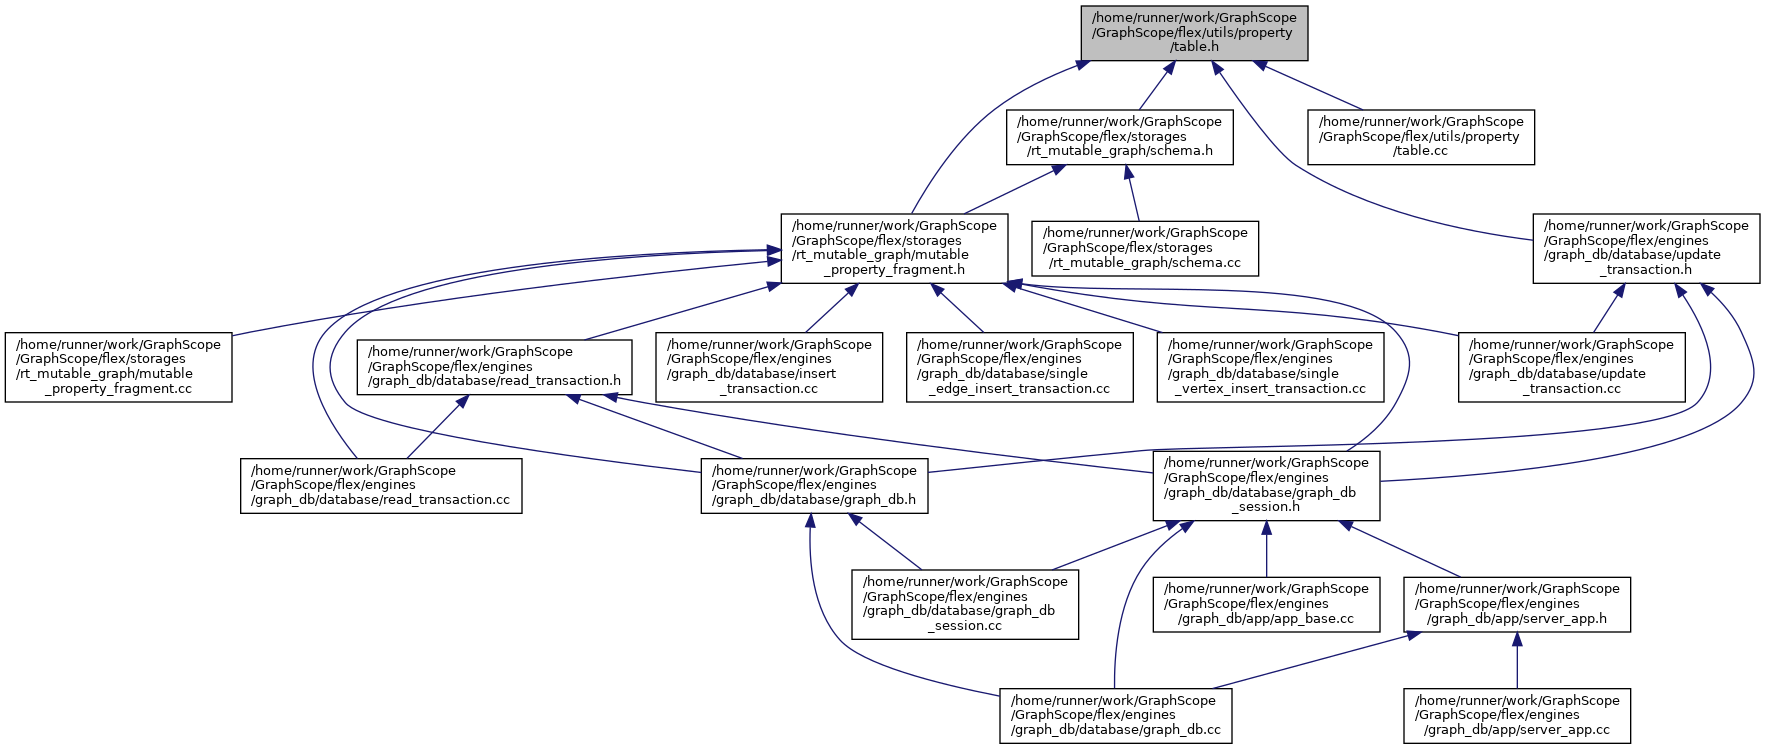 /home/runner/work/GraphScope
/GraphScope/flex/utils/property
/table.h
/home/runner/work/GraphScope
/GraphScope/flex/storages
/rt_mutable_graph/schema.h
/home/runner/work/GraphScope
/GraphScope/flex/utils/property
/table.cc
/home/runner/work/GraphScope
/GraphScope/flex/storages
/rt_mutable_graph/mutable
_property_fragment.h
/home/runner/work/GraphScope
/GraphScope/flex/storages
/rt_mutable_graph/schema.cc
/home/runner/work/GraphScope
/GraphScope/flex/engines
/graph_db/database/update
_transaction.h
/home/runner/work/GraphScope
/GraphScope/flex/storages
/rt_mutable_graph/mutable
_property_fragment.cc
/home/runner/work/GraphScope
/GraphScope/flex/engines
/graph_db/database/read_transaction.h
/home/runner/work/GraphScope
/GraphScope/flex/engines
/graph_db/database/insert
_transaction.cc
/home/runner/work/GraphScope
/GraphScope/flex/engines
/graph_db/database/single
_edge_insert_transaction.cc
/home/runner/work/GraphScope
/GraphScope/flex/engines
/graph_db/database/single
_vertex_insert_transaction.cc
/home/runner/work/GraphScope
/GraphScope/flex/engines
/graph_db/database/update
_transaction.cc
/home/runner/work/GraphScope
/GraphScope/flex/engines
/graph_db/database/read_transaction.cc
/home/runner/work/GraphScope
/GraphScope/flex/engines
/graph_db/database/graph_db.h
/home/runner/work/GraphScope
/GraphScope/flex/engines
/graph_db/database/graph_db
_session.h
/home/runner/work/GraphScope
/GraphScope/flex/engines
/graph_db/database/graph_db
_session.cc
/home/runner/work/GraphScope
/GraphScope/flex/engines
/graph_db/app/app_base.cc
/home/runner/work/GraphScope
/GraphScope/flex/engines
/graph_db/app/server_app.h
/home/runner/work/GraphScope
/GraphScope/flex/engines
/graph_db/database/graph_db.cc
/home/runner/work/GraphScope
/GraphScope/flex/engines
/graph_db/app/server_app.cc